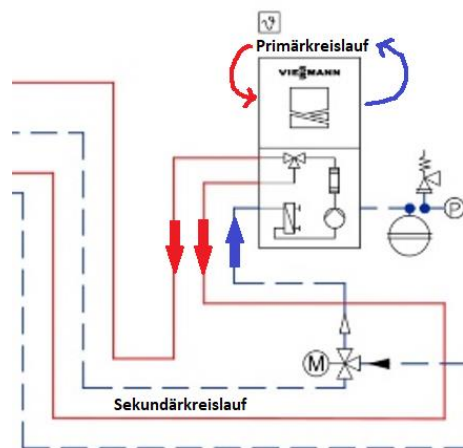 ϑ
Primärkreislauf
VIESMANN
P
M
Sekundärkreislauf